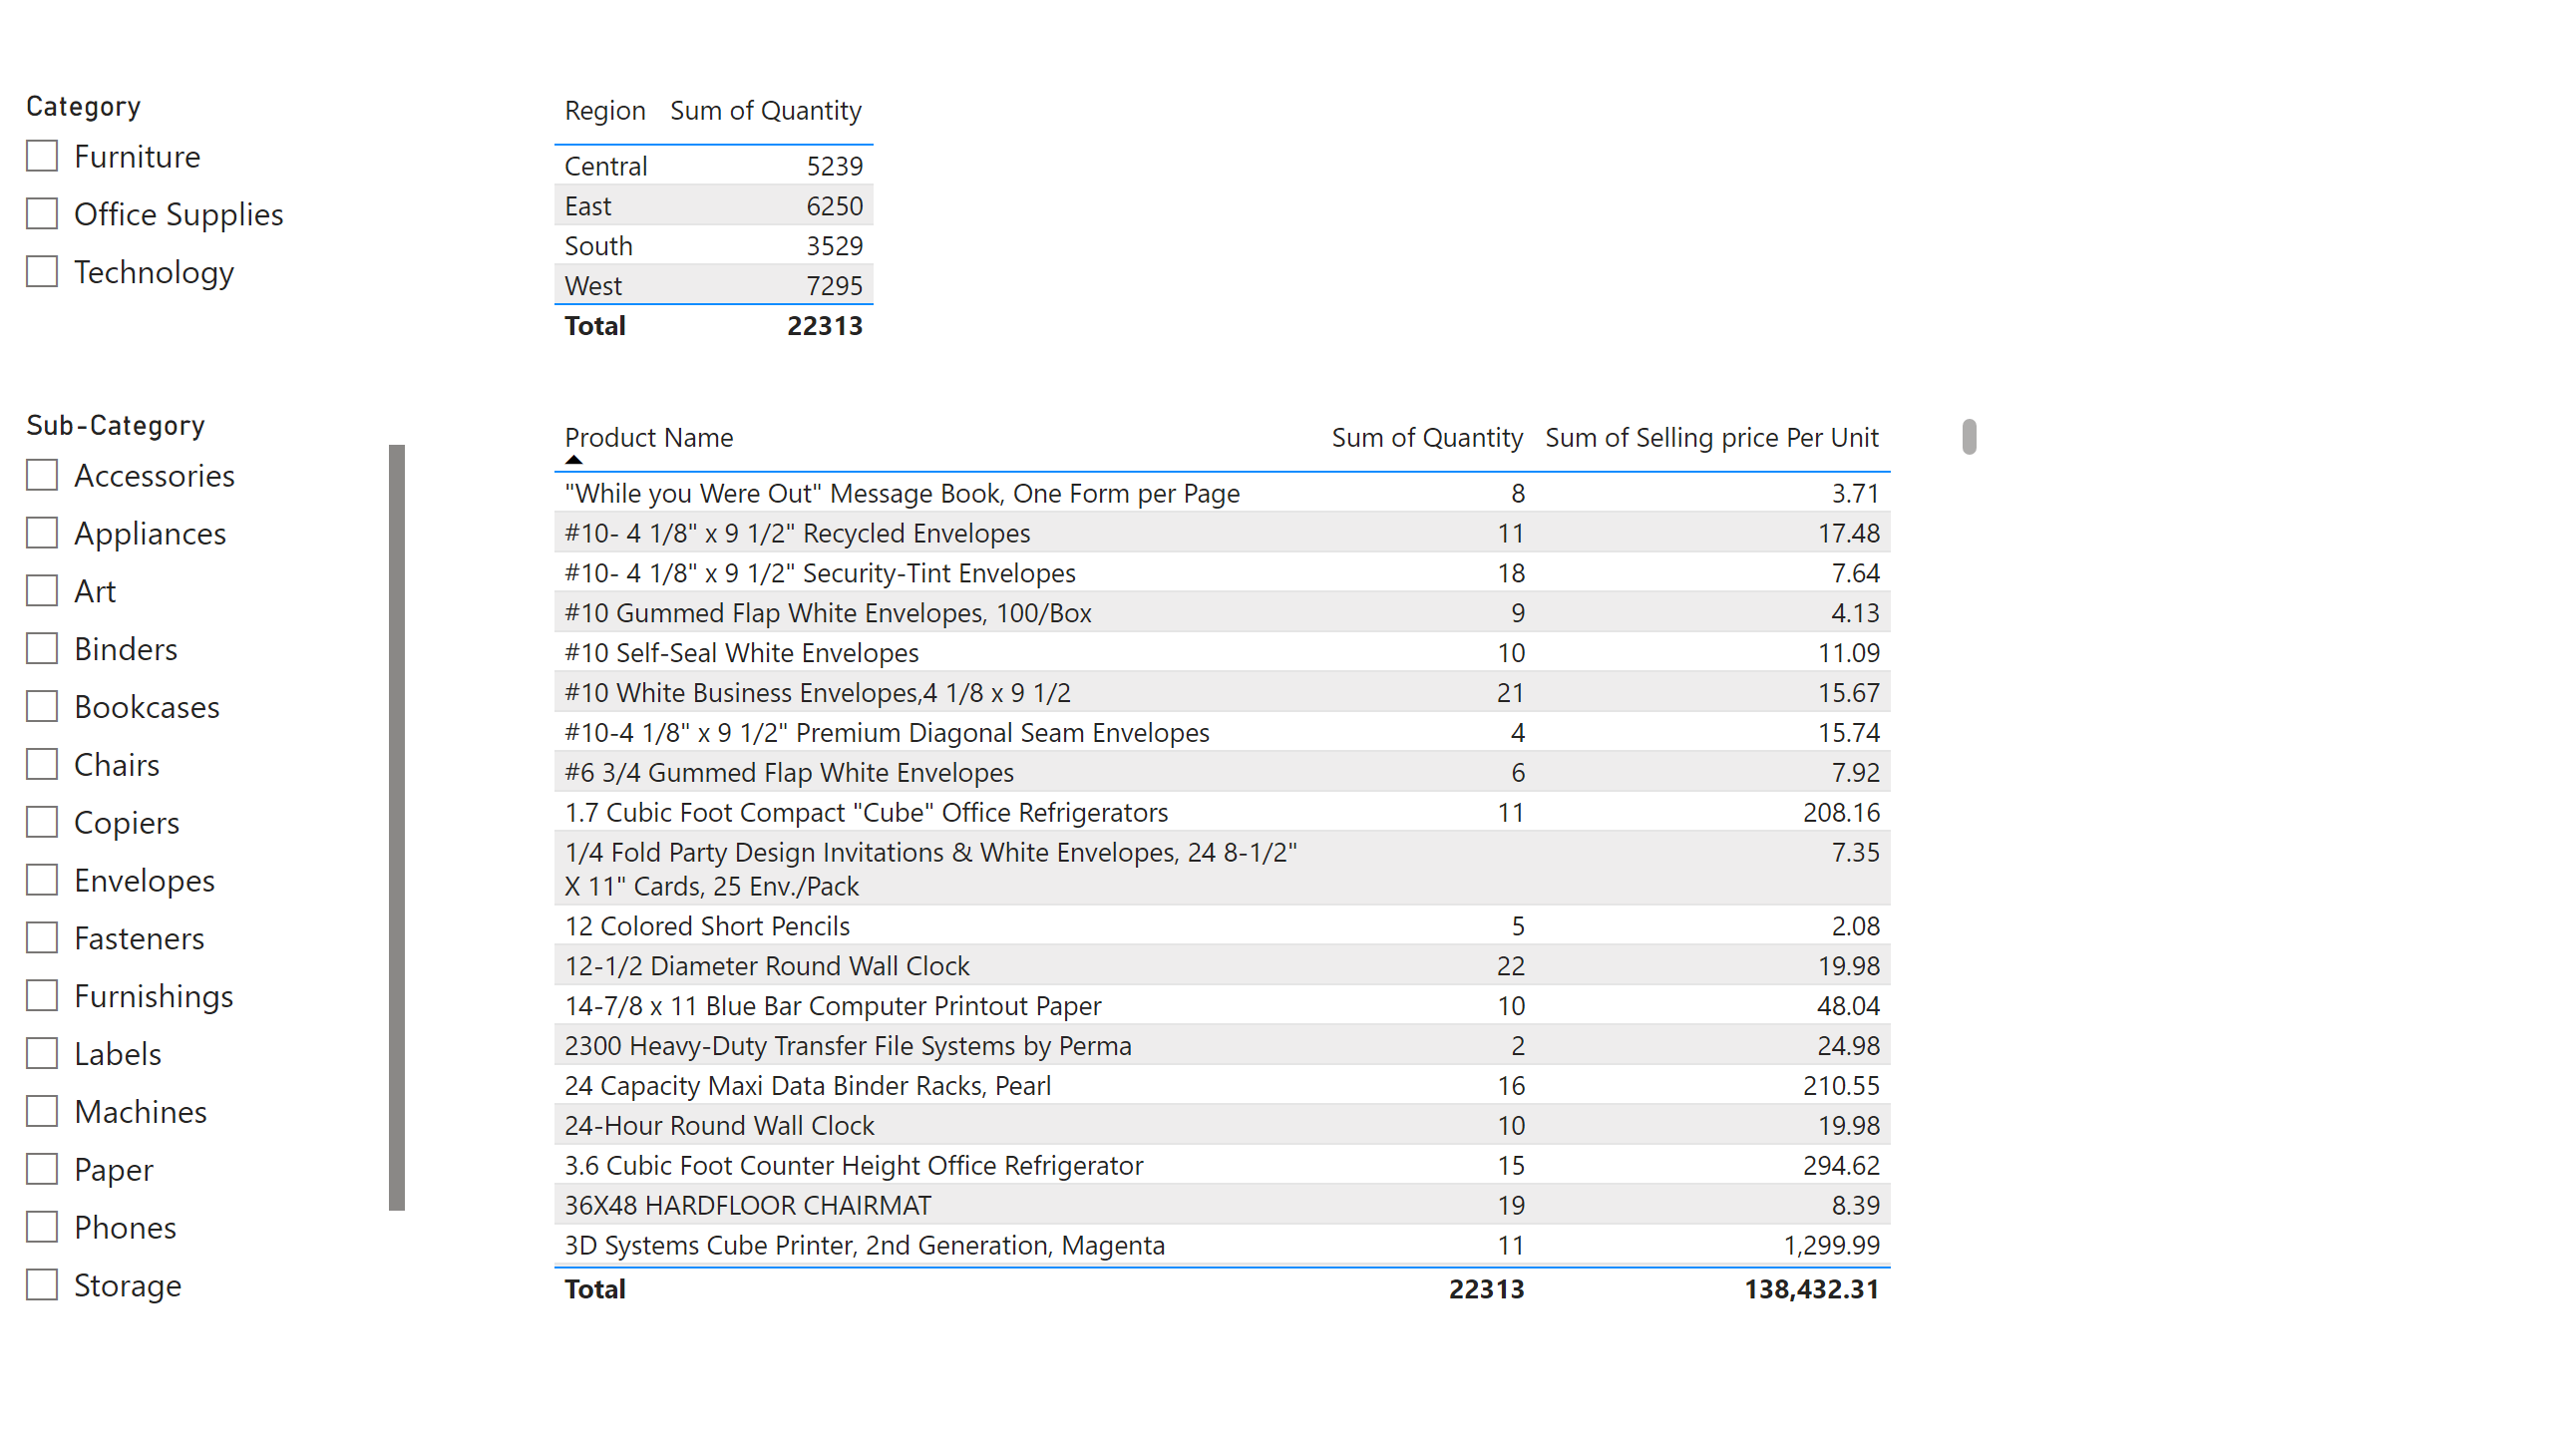 Category
Furniture
Office Supplies
Technology
Region Sum of Quantity
Central 5239
East 6250
South 3529
West 7295
Total 22313
Sub-Category
Accessories
Appliances
Art
Binders
Bookcases
Chairs
Copiers
Envelopes
Fasteners
Furnishings
Labels
Machines
Paper
Phones
Storage
Product Name Sum of Quantity Sum of Selling price Per Unit
"While you Were Out" Message Book, One Form per Page 8 3.71
#10- 4 1/8" x 9 1/2" Recycled Envelopes 11 17.48
#10- 4 1/8" x 9 1/2" Security-Tint Envelopes 18 7.64
#10 Gummed Flap White Envelopes, 100/Box 9 4.13
#10 Self-Seal White Envelopes 10 11.09
#10 White Business Envelopes,4 1/8 x 9 1/2 21 15.67
#10-4 1/8" x 9 1/2" Premium Diagonal Seam Envelopes 4 15.74
#6 3/4 Gummed Flap White Envelopes 6 7.92
1.7 Cubic Foot Compact "Cube" Office Refrigerators 11 208.16
1/4 Fold Party Design Invitations & White Envelopes, 24 8-1/2" 7.35
X 11" Cards, 25 Env./Pack
12 Colored Short Pencils 5 2.08
12-1/2 Diameter Round Wall Clock 22 19.98
14-7/8 x 11 Blue Bar Computer Printout Paper 10 48.04
2300 Heavy-Duty Transfer File Systems by Perma 2 24.98
24 Capacity Maxi Data Binder Racks, Pearl 16 210.55
24-Hour Round Wall Clock 10 19.98
3.6 Cubic Foot Counter Height Office Refrigerator 15 294.62
36X48 HARDFLOOR CHAIRMAT 19 8.39
3D Systems Cube Printer, 2nd Generation, Magenta 11 1,299.99
Total 22313 138,432.31